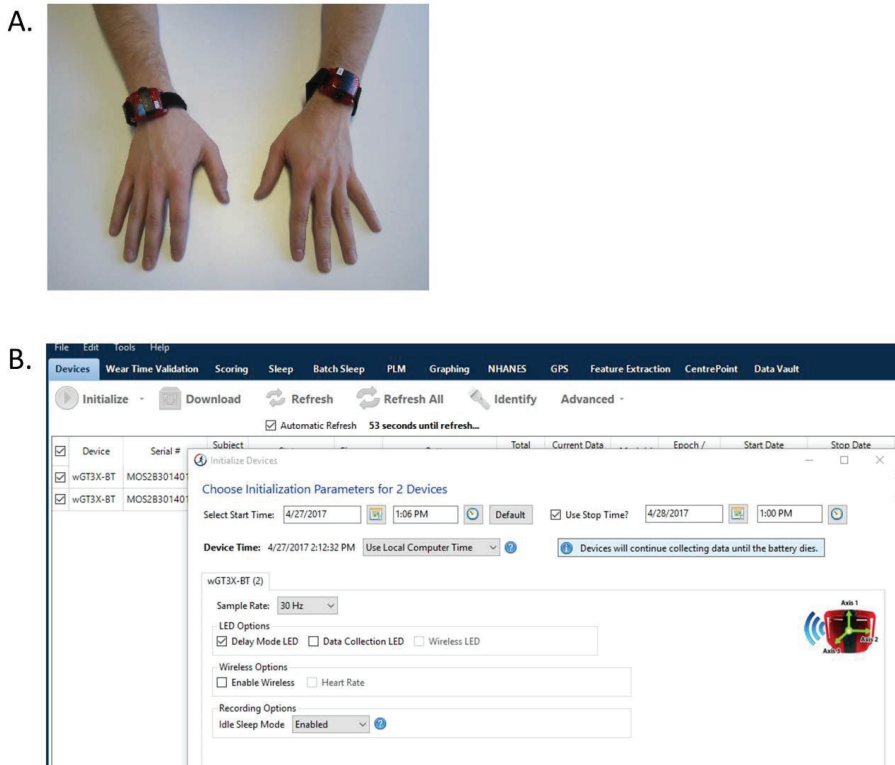 A.
B.
File Edit Tools Help
Devices Wear Time Validation Scoring Sleep Batch Sleep PLM Graphing NHANES GPS Feature Extraction CentrePoint Data Vault
Initialize Download Refresh Refresh All Identify Advanced
Automatic Refresh 53 seconds until refresh...
Device Serial # Subject Total Current Data Epoch / Start Date Stop Date
wGT3X-BT MOS2B301401
wGT3X-BT MOS2B301401
Initialize Devices
Choose Initialization Parameters for 2 Devices
Select Start Time: 4/27/2017 1:06 PM Default Use Stop Time? 4/28/2017 1:00 PM
Device Time: 4/27/2017 2:12:32 PM Use Local Computer Time Devices will continue collecting data until the battery dies.
wGT3X-BT (2)
Sample Rate: 30 Hz
Axis 1
LED Options
Delay Mode LED Data Collection LED Wireless LED
Axis 2
Axis 3
Wireless Options
Enable Wireless Heart Rate
Recording Options
Idle Sleep Mode Enabled